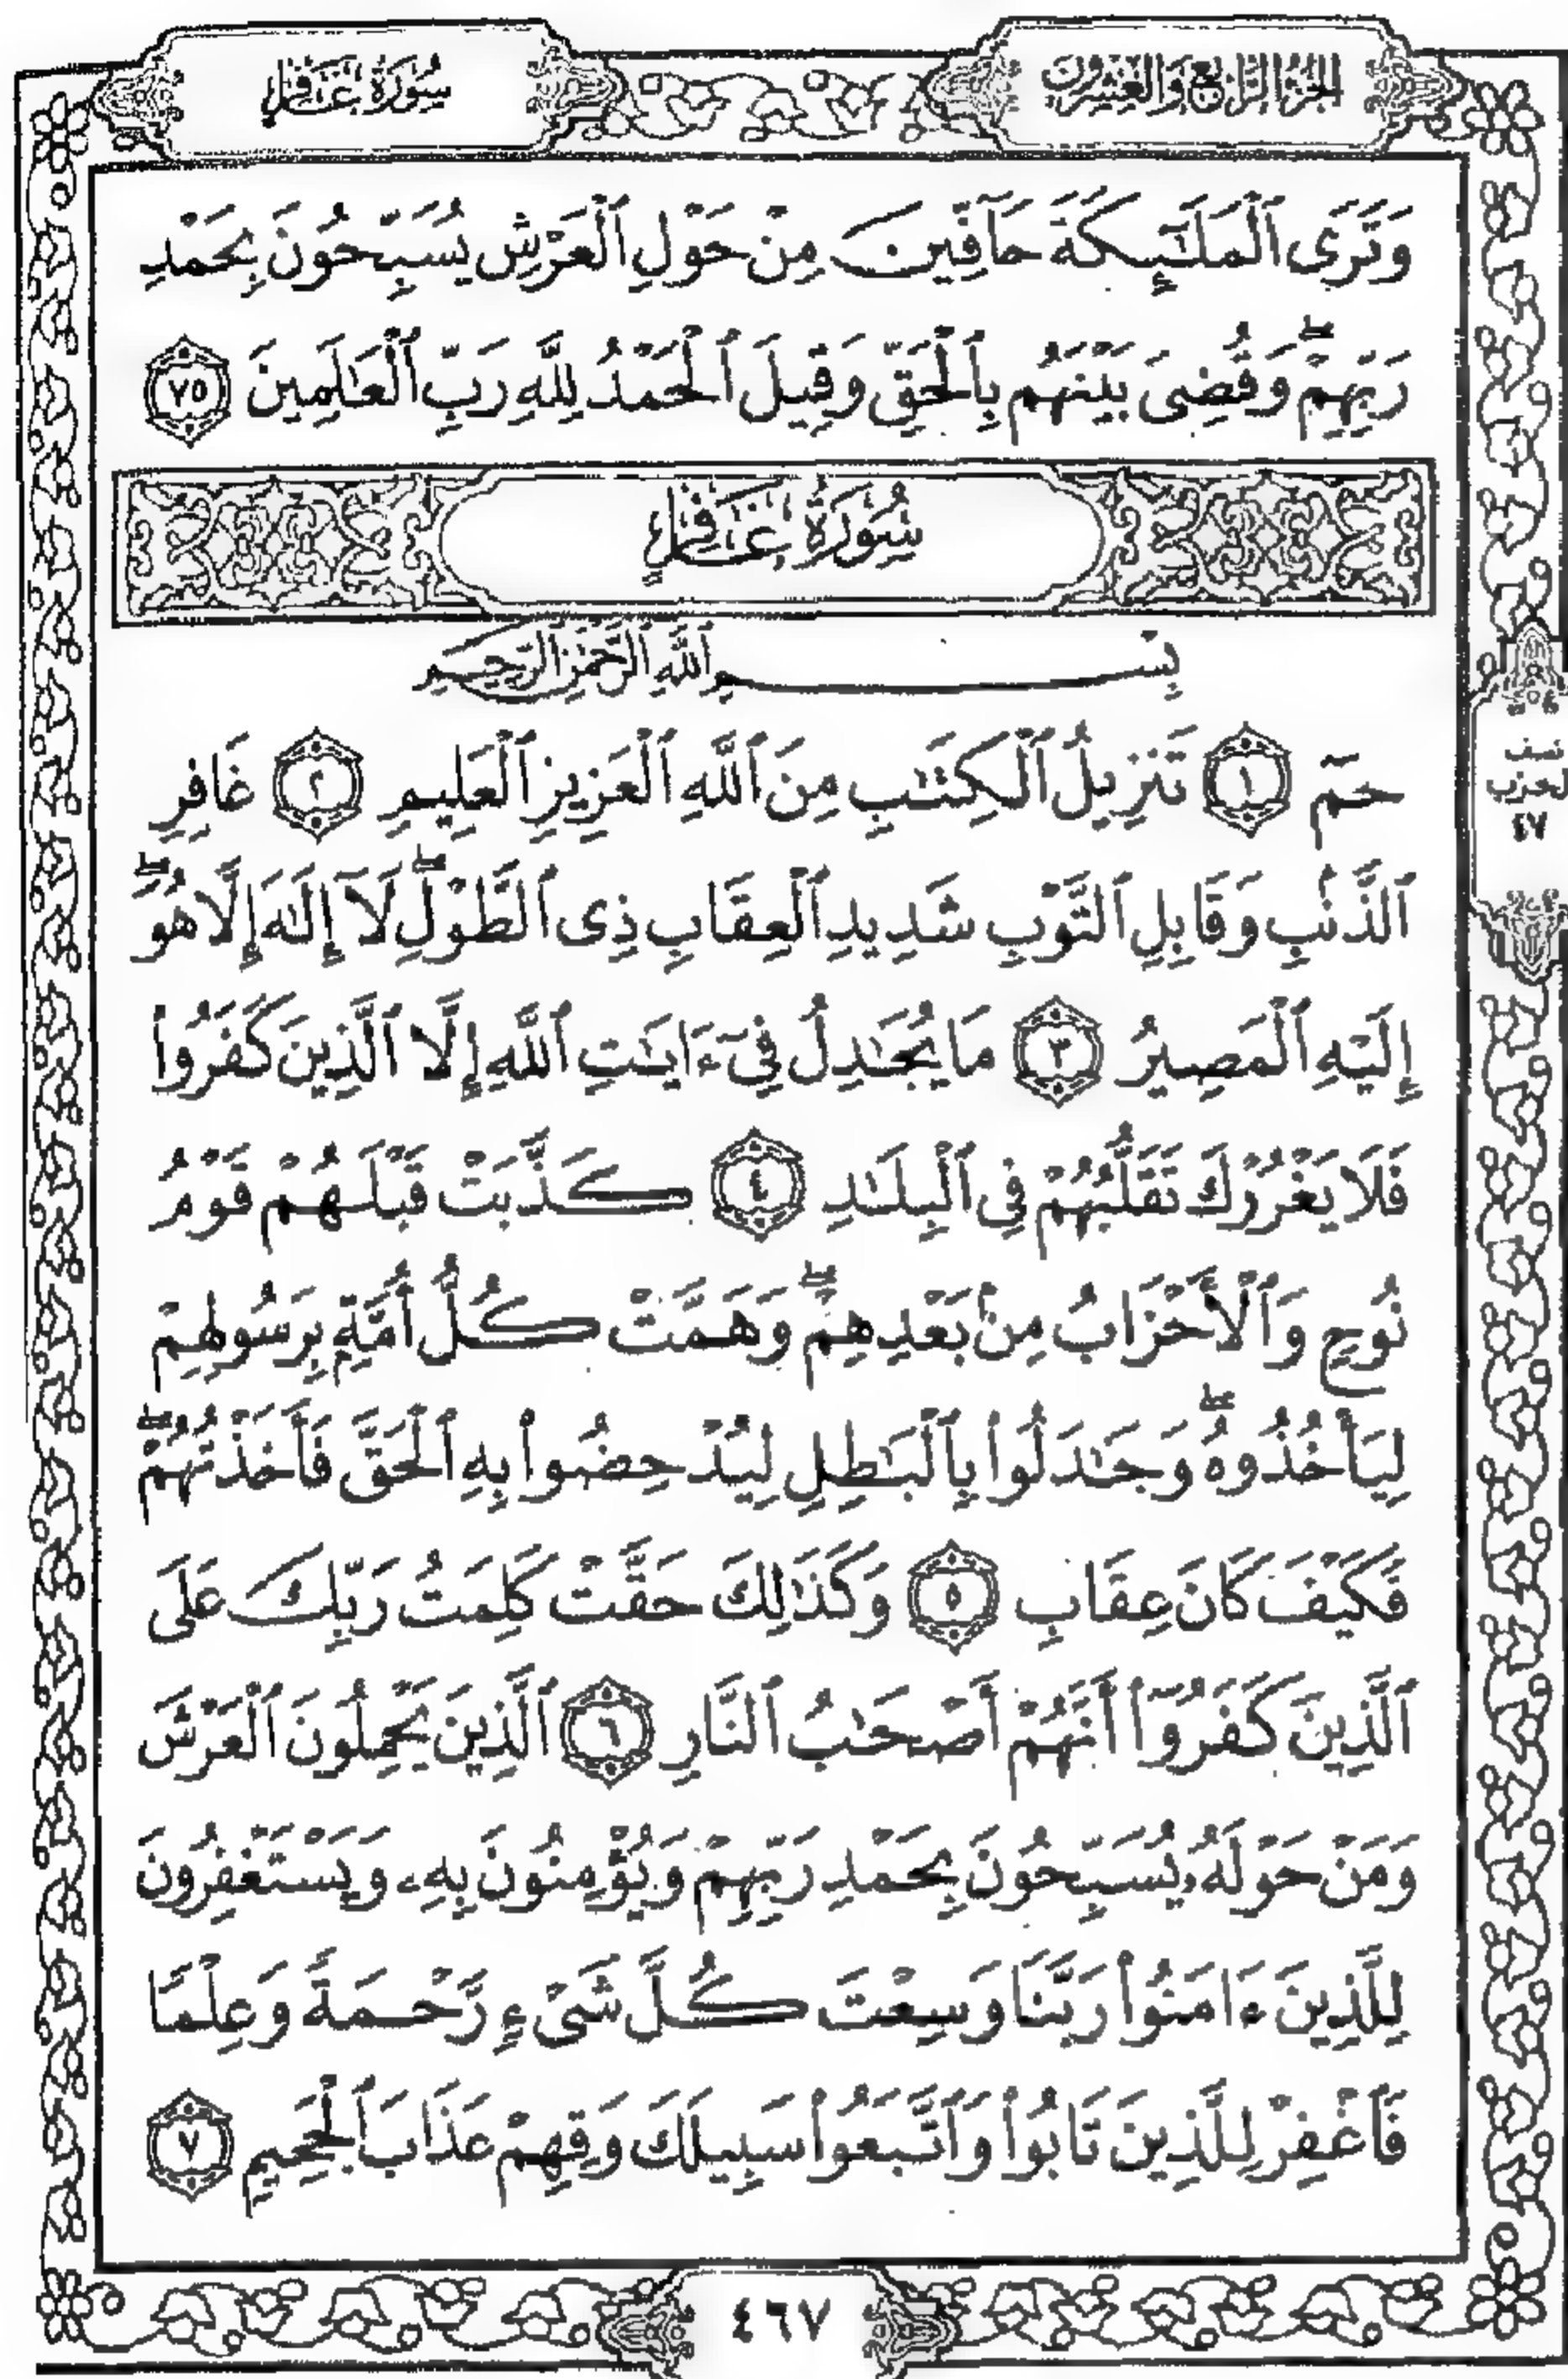 الجزء الرابع والعشرون
سورة غافر
وَتَرَى ٱلْمَلَٰٓئِكَةَ حَآفِّينَ مِنْ حَوْلِ ٱلْعَرْشِ يُسَبِّحُونَ بِحَمْدِ
رَبِّهِمْ ۖ وَقُضِىَ بَيْنَهُم بِٱلْحَقِّ وَقِيلَ ٱلْحَمْدُ لِلَّهِ رَبِّ ٱلْعَٰلَمِينَ ٧٥
سُورَةُ غَافِرٍ
بِسْمِ ٱللَّهِ ٱلرَّحْمَٰنِ ٱلرَّحِيمِ
حمٓ ١ تَنزِيلُ ٱلْكِتَٰبِ مِنَ ٱللَّهِ ٱلْعَزِيزِ ٱلْعَلِيمِ ٢ غَافِرِ
ٱلذَّنۢبِ وَقَابِلِ ٱلتَّوْبِ شَدِيدِ ٱلْعِقَابِ ذِى ٱلطَّوْلِ ۖ لَآ إِلَٰهَ إِلَّا هُوَ ۖ
إِلَيْهِ ٱلْمَصِيرُ ٣ مَا يُجَٰدِلُ فِىٓ ءَايَٰتِ ٱللَّهِ إِلَّا ٱلَّذِينَ كَفَرُوا۟
فَلَا يَغْرُرْكَ تَقَلُّبُهُمْ فِى ٱلْبِلَٰدِ ٤ كَذَّبَتْ قَبْلَهُمْ قَوْمُ
نُوحٍ وَٱلْأَحْزَابُ مِنۢ بَعْدِهِمْ ۖ وَهَمَّتْ كُلُّ أُمَّةٍۭ بِرَسُولِهِمْ
لِيَأْخُذُوهُ ۖ وَجَٰدَلُوا۟ بِٱلْبَٰطِلِ لِيُدْحِضُوا۟ بِهِ ٱلْحَقَّ فَأَخَذْتُهُمْ ۖ
فَكَيْفَ كَانَ عِقَابِ ٥ وَكَذَٰلِكَ حَقَّتْ كَلِمَتُ رَبِّكَ عَلَى
ٱلَّذِينَ كَفَرُوٓا۟ أَنَّهُمْ أَصْحَٰبُ ٱلنَّارِ ٦ ٱلَّذِينَ يَحْمِلُونَ ٱلْعَرْشَ
وَمَنْ حَوْلَهُۥ يُسَبِّحُونَ بِحَمْدِ رَبِّهِمْ وَيُؤْمِنُونَ بِهِۦ وَيَسْتَغْفِرُونَ
لِلَّذِينَ ءَامَنُوا۟ رَبَّنَا وَسِعْتَ كُلَّ شَىْءٍ رَّحْمَةً وَعِلْمًا
فَٱغْفِرْ لِلَّذِينَ تَابُوا۟ وَٱتَّبَعُوا۟ سَبِيلَكَ وَقِهِمْ عَذَابَ ٱلْجَحِيمِ ٧
نصف
الحزب
٤٧
٤٦٧